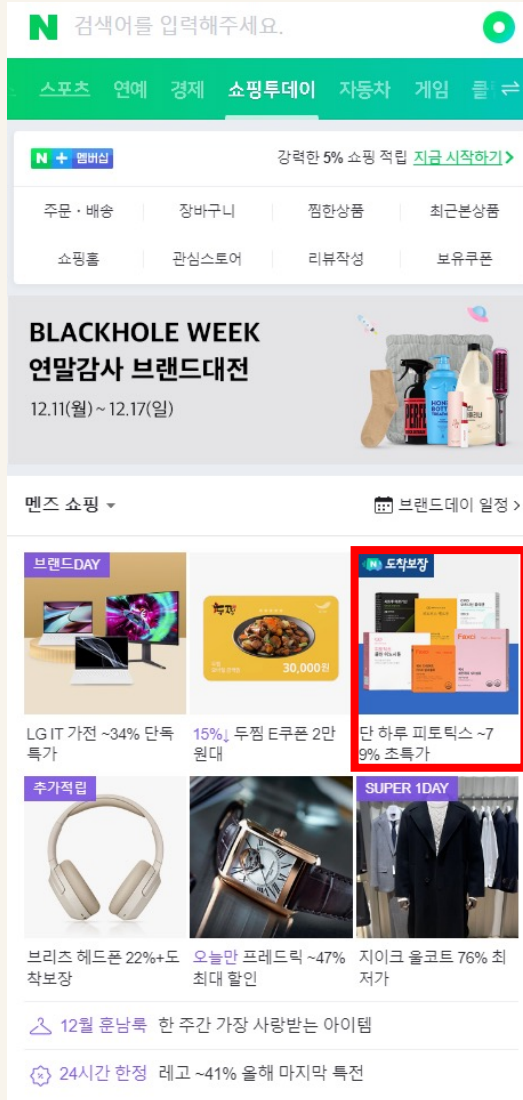 N 검색어를 입력해주세요.
스포츠 연예 경제 쇼핑투데이 자동차 게임
N + 멤버십 강력한 5% 쇼핑 적립 지금 시작하기 >
주문・배송 장바구니 찜한상품 최근본상품
쇼핑홈 관심스토어 리뷰작성 보유쿠폰
BLACKHOLE WEEK
연말감사 브랜드대전
12.11(월) ~ 12.17(일)
멘즈 쇼핑 브랜드데이 일정 >
브랜드DAY
N 도착보장
30,000원
Foxci
LG IT 가전 ~34% 단독
특가
15%↓ 두찜 E쿠폰 2만
원대
단 하루 피토틱스 ~7
9% 초특가
추가적립
SUPER 1DAY
브리츠 헤드폰 22%+도
착보장
오늘만 프레드릭 ~47%
최대 할인
지이크 울코트 76% 최
저가
12월 훈남룩 한 주간 가장 사랑받는 아이템
24시간 한정 레고 ~41% 올해 마지막 특전